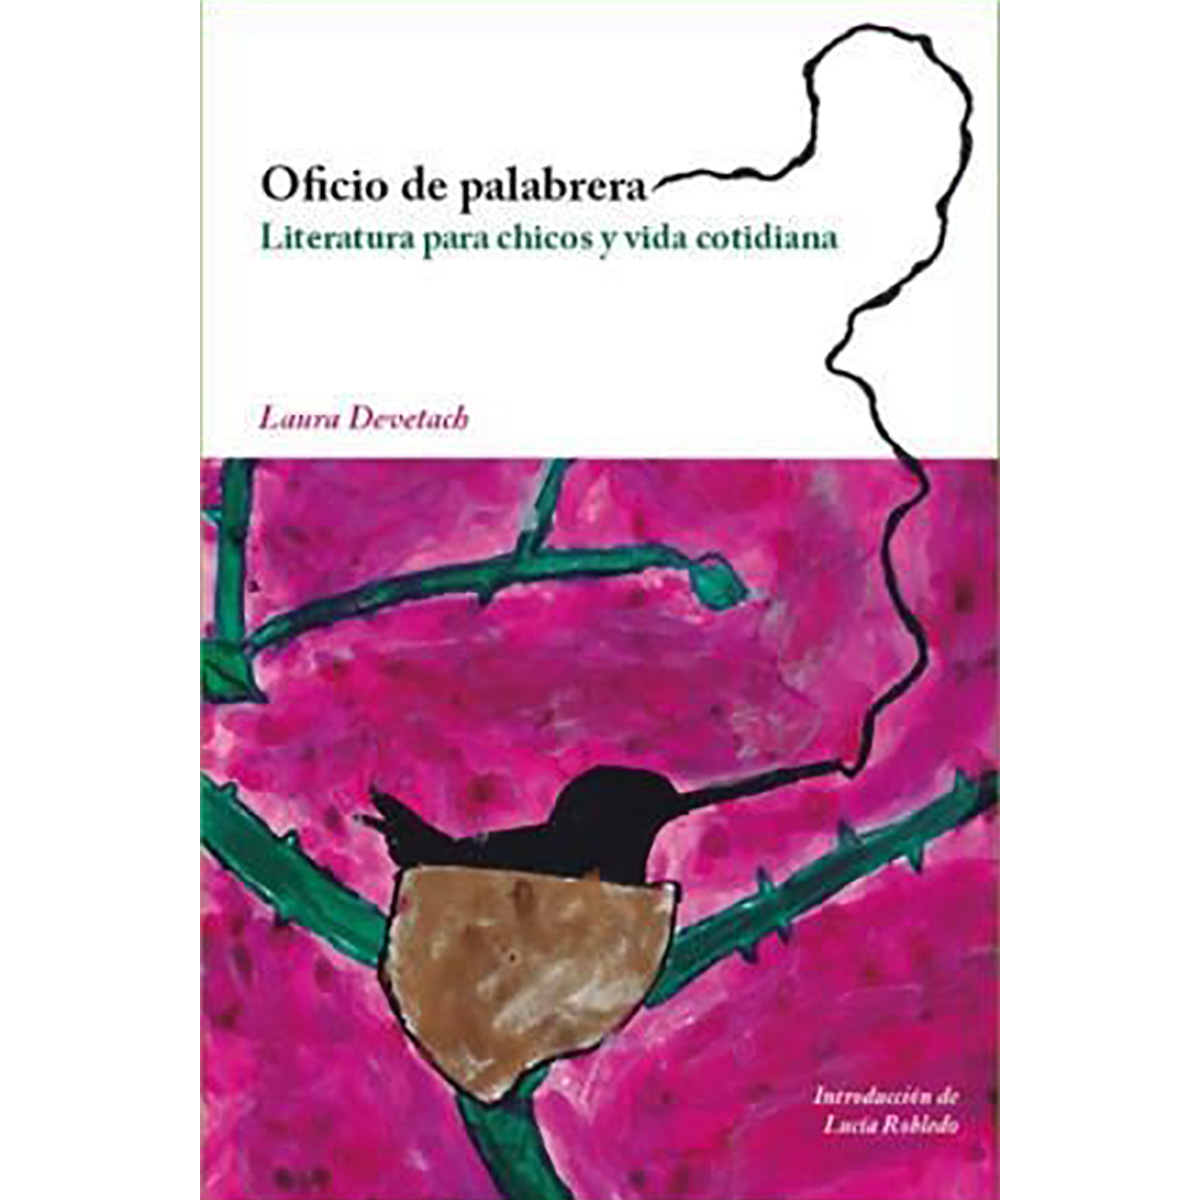 Oficio de palabrera
Literatura para chicos y vida cotidiana
Laura Devetach
Introducción de
Lucía Robledo